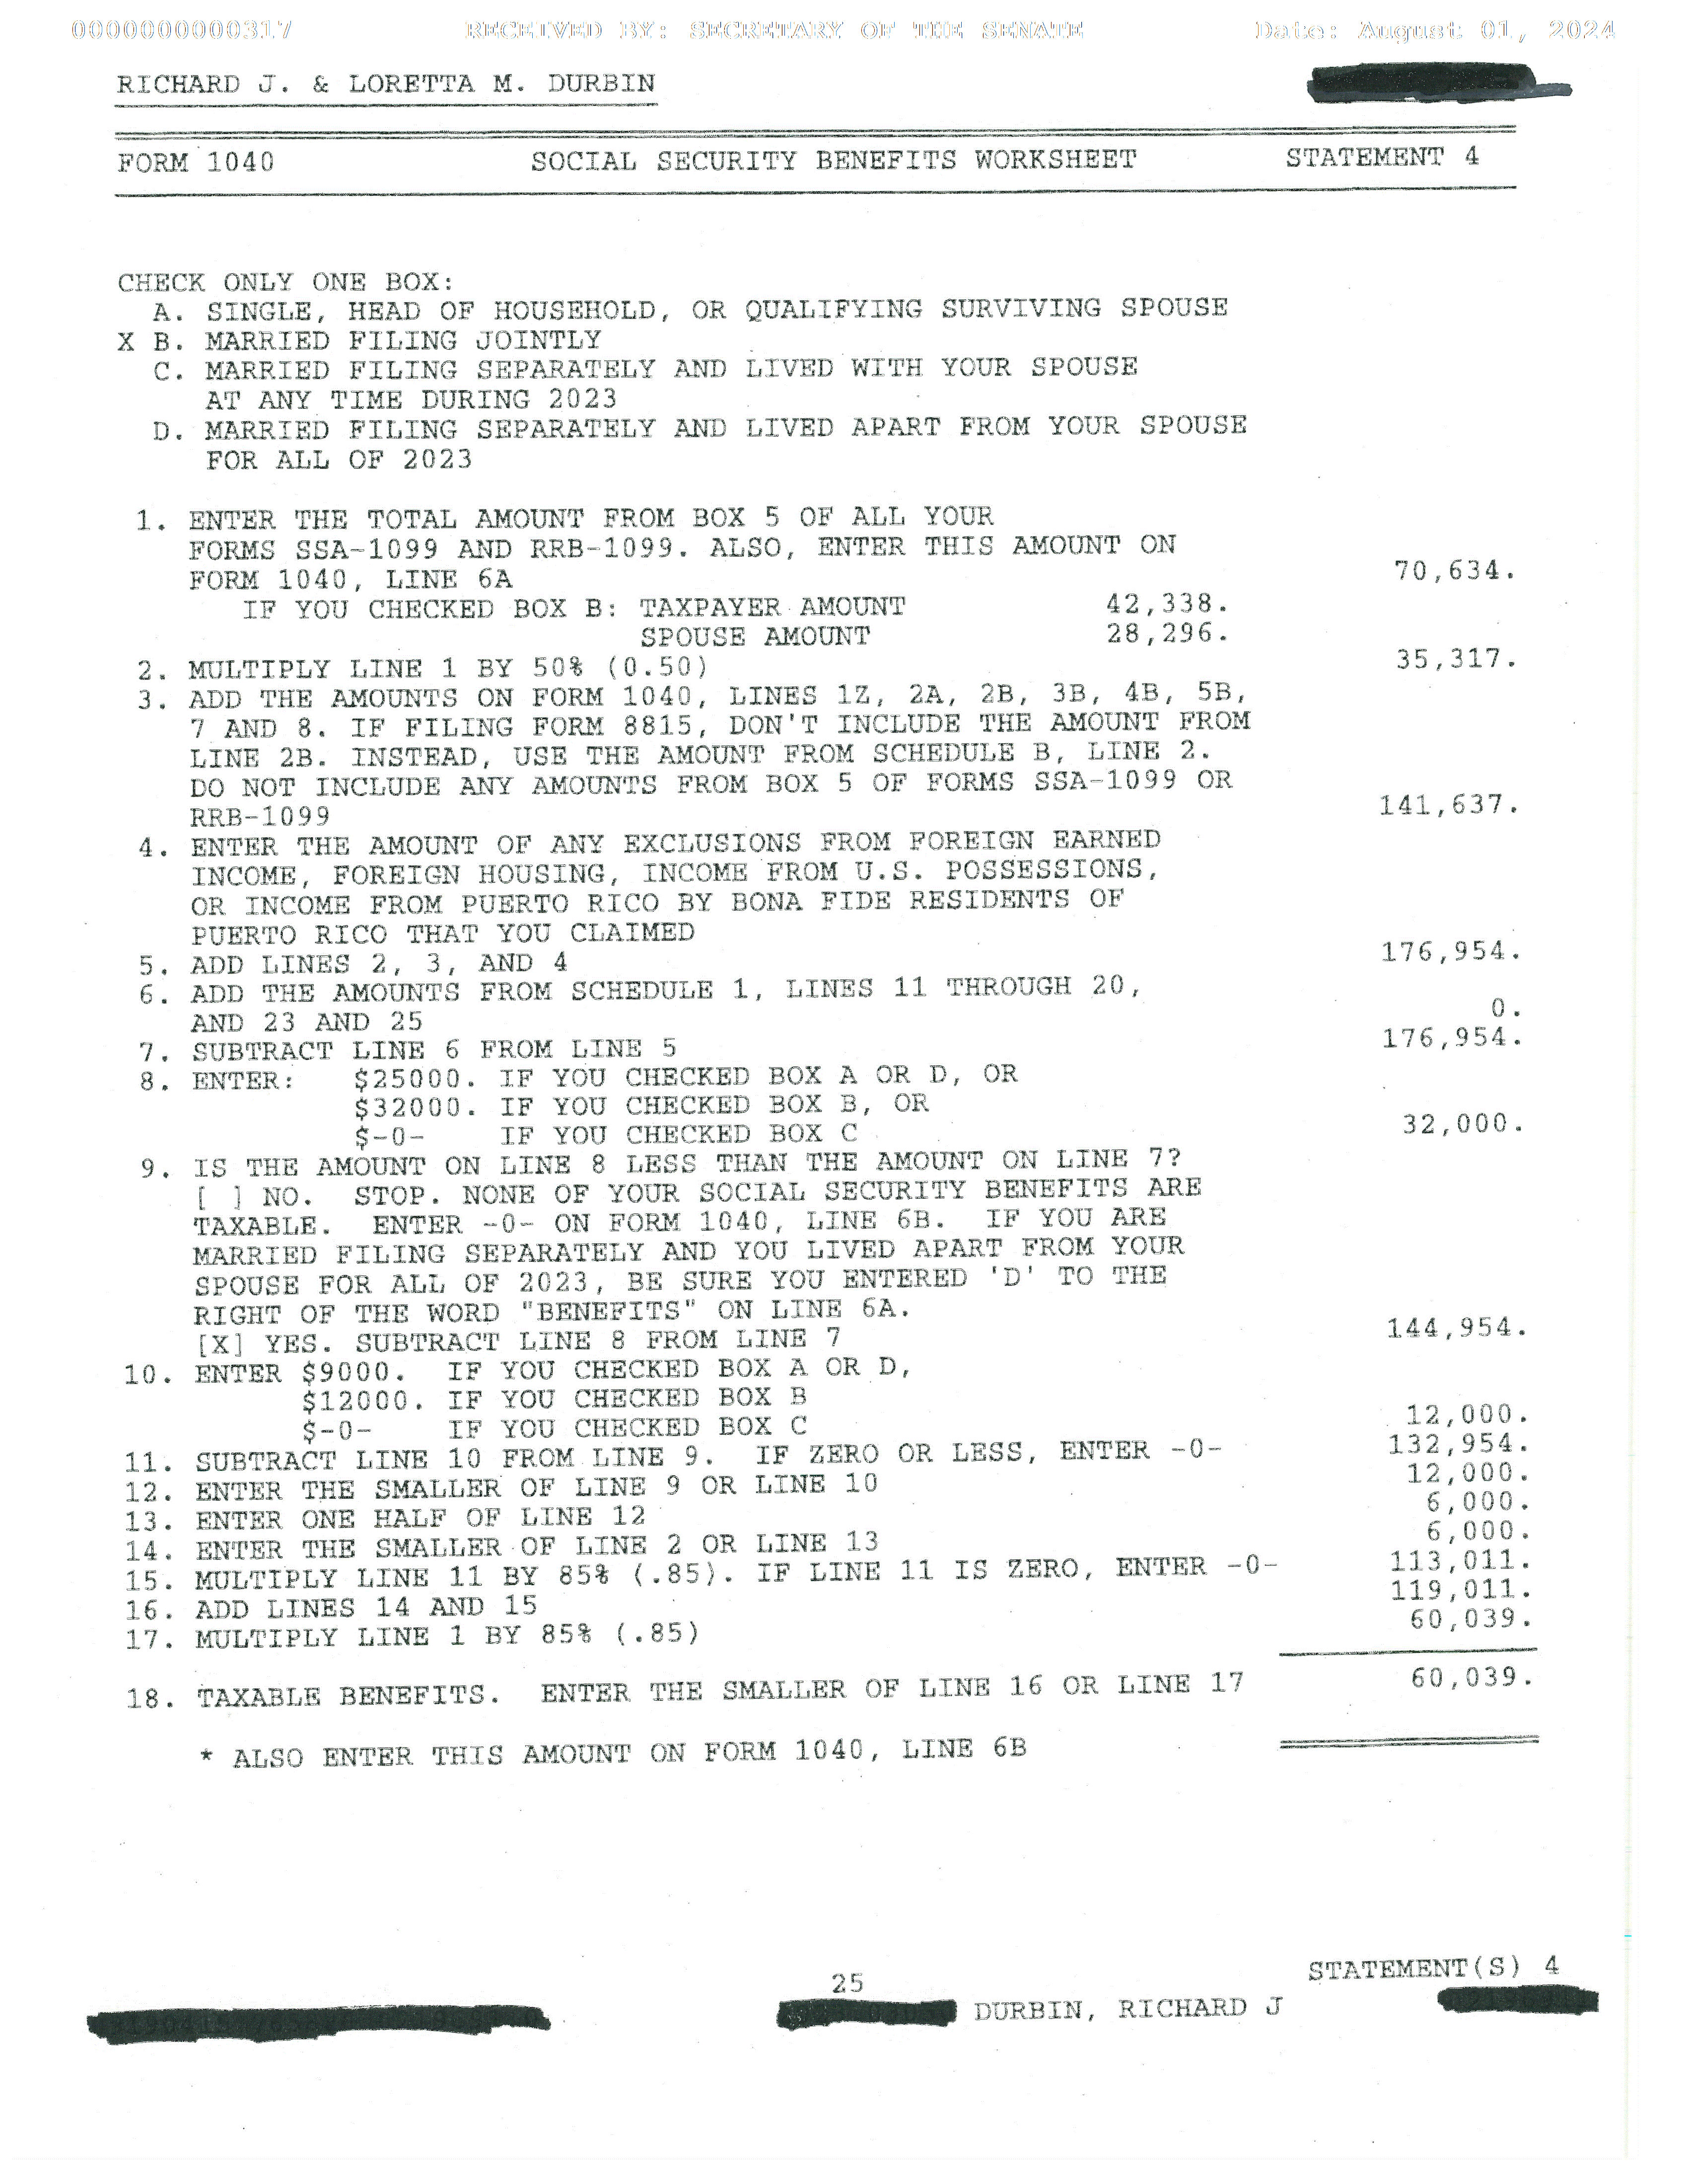 0000000000317 RECEIVED BY: SECRETARY OF THE SENATE Date: August 01, 2024
RICHARD J. & LORETTA M. DURBIN
FORM 1040 SOCIAL SECURITY BENEFITS WORKSHEET STATEMENT 4
CHECK ONLY ONE BOX:
A. SINGLE, HEAD OF HOUSEHOLD, OR QUALIFYING SURVIVING SPOUSE
X B. MARRIED FILING JOINTLY
C. MARRIED FILING SEPARATELY AND LIVED WITH YOUR SPOUSE
AT ANY TIME DURING 2023
D. MARRIED FILING SEPARATELY AND LIVED APART FROM YOUR SPOUSE
FOR ALL OF 2023
1. ENTER THE TOTAL AMOUNT FROM BOX 5 OF ALL YOUR
FORMS SSA-1099 AND RRB-1099. ALSO, ENTER THIS AMOUNT ON
FORM 1040, LINE 6A 70,634.
IF YOU CHECKED BOX B: TAXPAYER AMOUNT 42,338.
SPOUSE AMOUNT 28,296.
2. MULTIPLY LINE 1 BY 50% (0.50) 35,317.
3. ADD THE AMOUNTS ON FORM 1040, LINES 1Z, 2A, 2B, 3B, 4B, 5B,
7 AND 8. IF FILING FORM 8815, DON'T INCLUDE THE AMOUNT FROM
LINE 2B. INSTEAD, USE THE AMOUNT FROM SCHEDULE B, LINE 2.
DO NOT INCLUDE ANY AMOUNTS FROM BOX 5 OF FORMS SSA-1099 OR
RRB-1099 141,637.
4. ENTER THE AMOUNT OF ANY EXCLUSIONS FROM FOREIGN EARNED
INCOME, FOREIGN HOUSING, INCOME FROM U.S. POSSESSIONS,
OR INCOME FROM PUERTO RICO BY BONA FIDE RESIDENTS OF
PUERTO RICO THAT YOU CLAIMED
5. ADD LINES 2, 3, AND 4 176,954.
6. ADD THE AMOUNTS FROM SCHEDULE 1, LINES 11 THROUGH 20,
AND 23 AND 25 0.
7. SUBTRACT LINE 6 FROM LINE 5 176,954.
8. ENTER: $25000. IF YOU CHECKED BOX A OR D, OR
$32000. IF YOU CHECKED BOX B, OR
$-0- IF YOU CHECKED BOX C 32,000.
9. IS THE AMOUNT ON LINE 8 LESS THAN THE AMOUNT ON LINE 7?
[ ] NO. STOP. NONE OF YOUR SOCIAL SECURITY BENEFITS ARE
TAXABLE. ENTER -0- ON FORM 1040, LINE 6B. IF YOU ARE
MARRIED FILING SEPARATELY AND YOU LIVED APART FROM YOUR
SPOUSE FOR ALL OF 2023, BE SURE YOU ENTERED 'D' TO THE
RIGHT OF THE WORD "BENEFITS" ON LINE 6A.
[X] YES. SUBTRACT LINE 8 FROM LINE 7 144,954.
10. ENTER $9000. IF YOU CHECKED BOX A OR D,
$12000. IF YOU CHECKED BOX B
$-0- IF YOU CHECKED BOX C 12,000.
11. SUBTRACT LINE 10 FROM LINE 9. IF ZERO OR LESS, ENTER -0- 132,954.
12. ENTER THE SMALLER OF LINE 9 OR LINE 10 12,000.
13. ENTER ONE HALF OF LINE 12 6,000.
14. ENTER THE SMALLER OF LINE 2 OR LINE 13 6,000.
15. MULTIPLY LINE 11 BY 85% (.85). IF LINE 11 IS ZERO, ENTER -0- 113,011.
16. ADD LINES 14 AND 15 119,011.
17. MULTIPLY LINE 1 BY 85% (.85) 60,039.
18. TAXABLE BENEFITS. ENTER THE SMALLER OF LINE 16 OR LINE 17 60,039.
* ALSO ENTER THIS AMOUNT ON FORM 1040, LINE 6B
STATEMENT(S) 4
25
DURBIN, RICHARD J